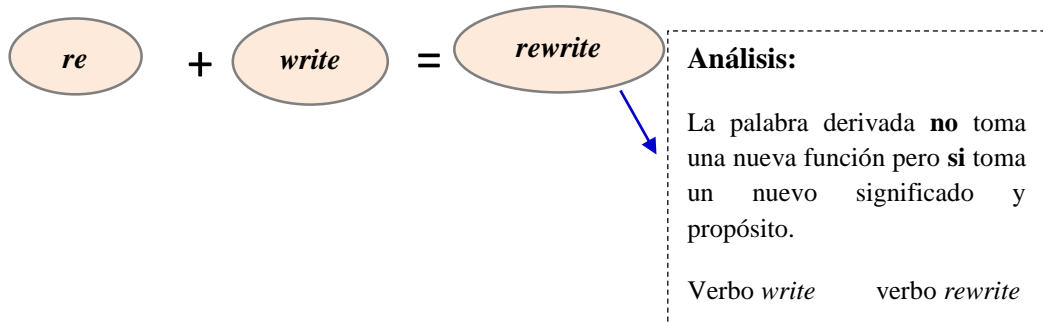 re + write = rewrite
Análisis:
La palabra derivada no toma
una nueva función pero si toma
un nuevo significado y
propósito.
Verbo write verbo rewrite